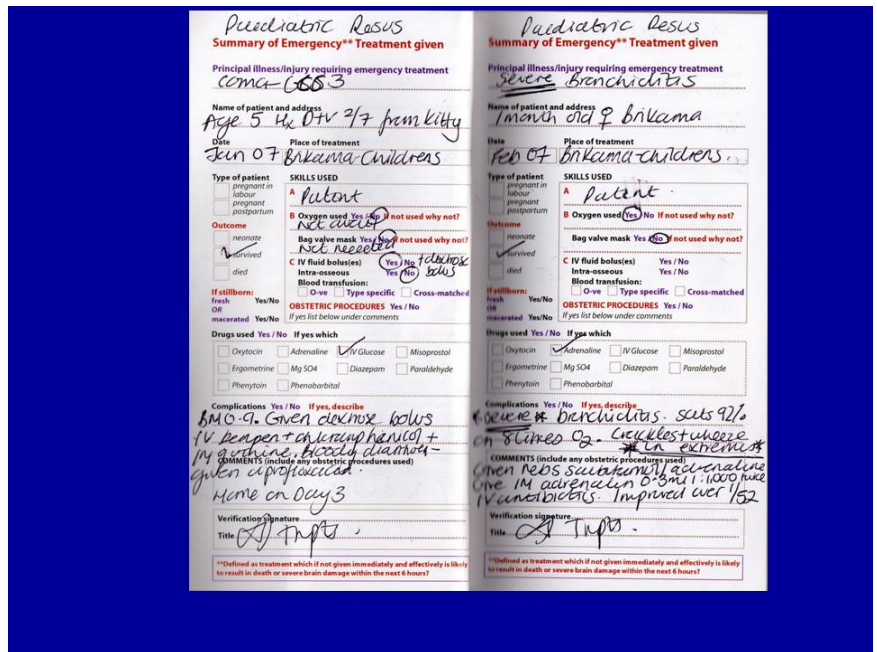 Paediatric Resus
Summary of Emergency** Treatment given
Principal illness/injury requiring emergency treatment
Coma GCS 3
Name of patient and address
Age 5 Hx D+V 2/7 from Kitty
Date Place of treatment
Jan 07 Brikama-Childrens
Type of patient SKILLS USED
pregnant in labour
A Patent
pregnant postpartum
B Oxygen used Yes / No If not used why not?
Not avail
Outcome
neonate
Bag valve mask Yes / No If not used why not?
Not needed
survived
C IV fluid bolus(es) Yes / No + dextrose bolus
Intra-osseous Yes / No
died
Blood transfusion:
O-ve Type specific Cross-matched
If stillborn:
fresh Yes/No
OR
macerated Yes/No
OBSTETRIC PROCEDURES Yes / No
If yes list below under comments
Drugs used Yes / No If yes which
Oxytocin Adrenaline IV Glucose Misoprostol
Ergometrine Mg SO4 Diazepam Paraldehyde
Phenytoin Phenobarbital
Complications Yes / No If yes, describe
BM 0.9. Given dextrose bolus
IV benpen + chloramphenicol +
IM quinine. Bloody diarrhoea -
COMMENTS (include any obstetric procedures used)
given ciprofloxacin.
Home on Day 3
Verification signature
Title
**Defined as treatment which if not given immediately and effectively is likely
to result in death or severe brain damage within the next 6 hours?
Paediatric Resus
Summary of Emergency** Treatment given
Principal illness/injury requiring emergency treatment
Severe Bronchiolitis
Name of patient and address
1 month old ♀ Brikama
Date Place of treatment
Feb 07 Brikama-childrens.
Type of patient SKILLS USED
pregnant in labour
A Patent.
pregnant postpartum
B Oxygen used Yes / No If not used why not?
Outcome
neonate
Bag valve mask Yes / No If not used why not?
survived
C IV fluid bolus(es) Yes / No
Intra-osseous Yes / No
died
Blood transfusion:
O-ve Type specific Cross-matched
If stillborn:
fresh Yes/No
OR
macerated Yes/No
OBSTETRIC PROCEDURES Yes / No
If yes list below under comments
Drugs used Yes / No If yes which
Oxytocin Adrenaline IV Glucose Misoprostol
Ergometrine Mg SO4 Diazepam Paraldehyde
Phenytoin Phenobarbital
Complications Yes / No If yes, describe
severe * bronchiolitis. sats 92%
on 8 litres O2. Crackles + wheeze
* In extremis *
COMMENTS (include any obstetric procedures used)
Given nebs salbutamol/adrenaline
Give IM adrenalin 0.3ml 1:1,000 twice
IV antibiotics. Improved over 1/52
Verification signature
Title
**Defined as treatment which if not given immediately and effectively is likely
to result in death or severe brain damage within the next 6 hours?